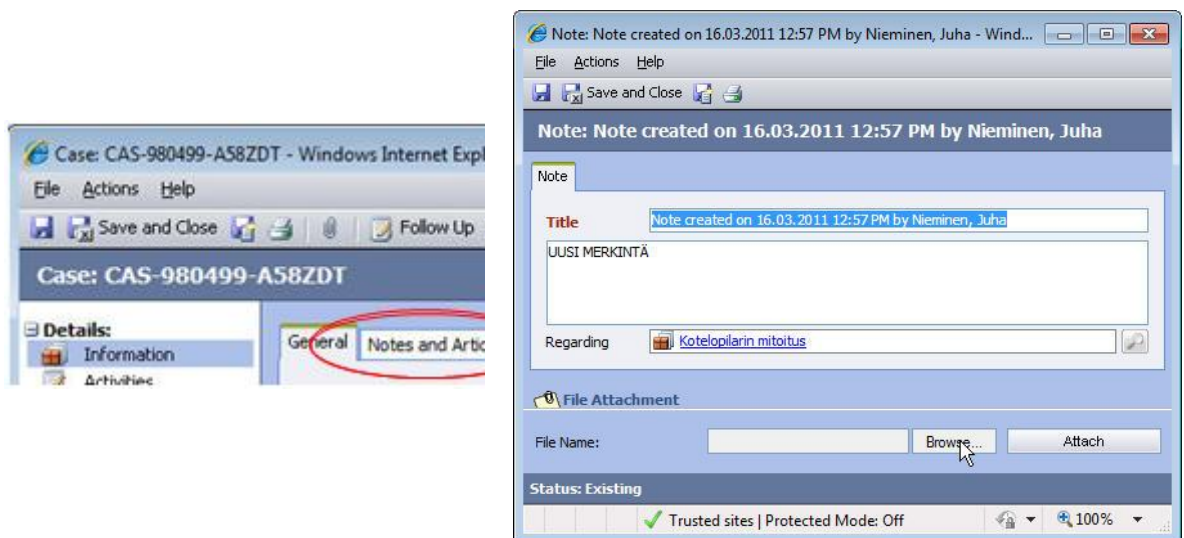 Case: CAS-980499-A58ZDT - Windows Internet Expl
File Actions Help
Save and Close Follow Up
Case: CAS-980499-A58ZDT
Details:
Information
Activities
General Notes and Artic
Note: Note created on 16.03.2011 12:57 PM by Nieminen, Juha - Wind...
File Actions Help
Save and Close
Note: Note created on 16.03.2011 12:57 PM by Nieminen, Juha
Note
Title Note created on 16.03.2011 12:57 PM by Nieminen, Juha
UUSI MERKINTÄ
Regarding Kotelopilarin mitoitus
File Attachment
File Name: Browse... Attach
Status: Existing
Trusted sites | Protected Mode: Off 100%